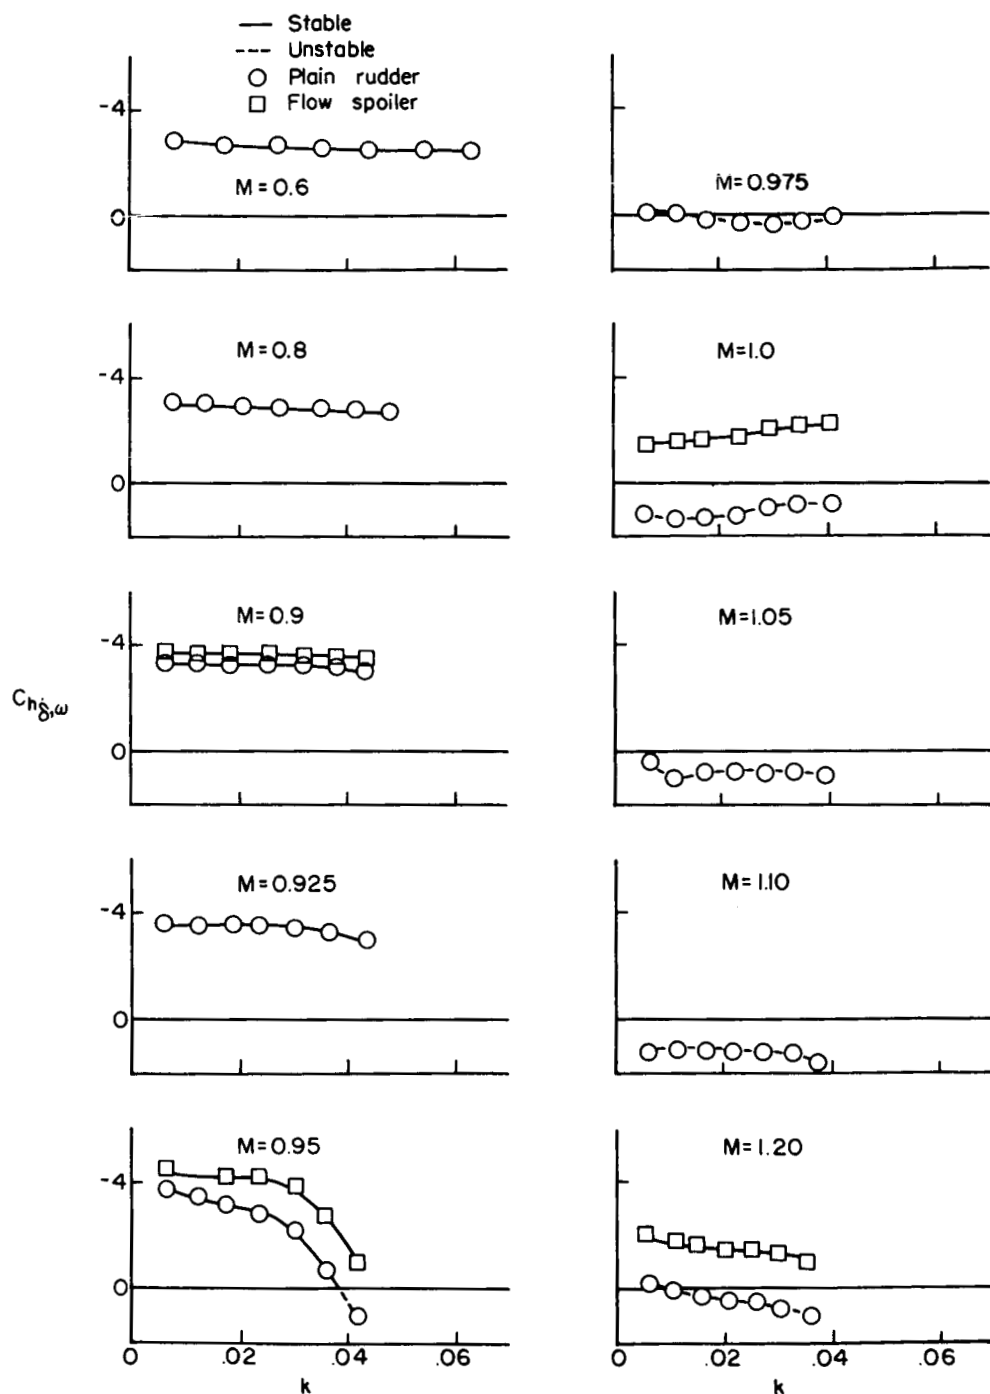 Stable
Unstable
Plain rudder
Flow spoiler
-4
0
M=0.6
M=0.975
-4
0
M=0.8
M=1.0
-4
0
M=0.9
M=1.05
Chδ̇,ω
-4
0
M=0.925
M=1.10
-4
0
M=0.95
M=1.20
0 .02 .04 .06
k
0 .02 .04 .06
k